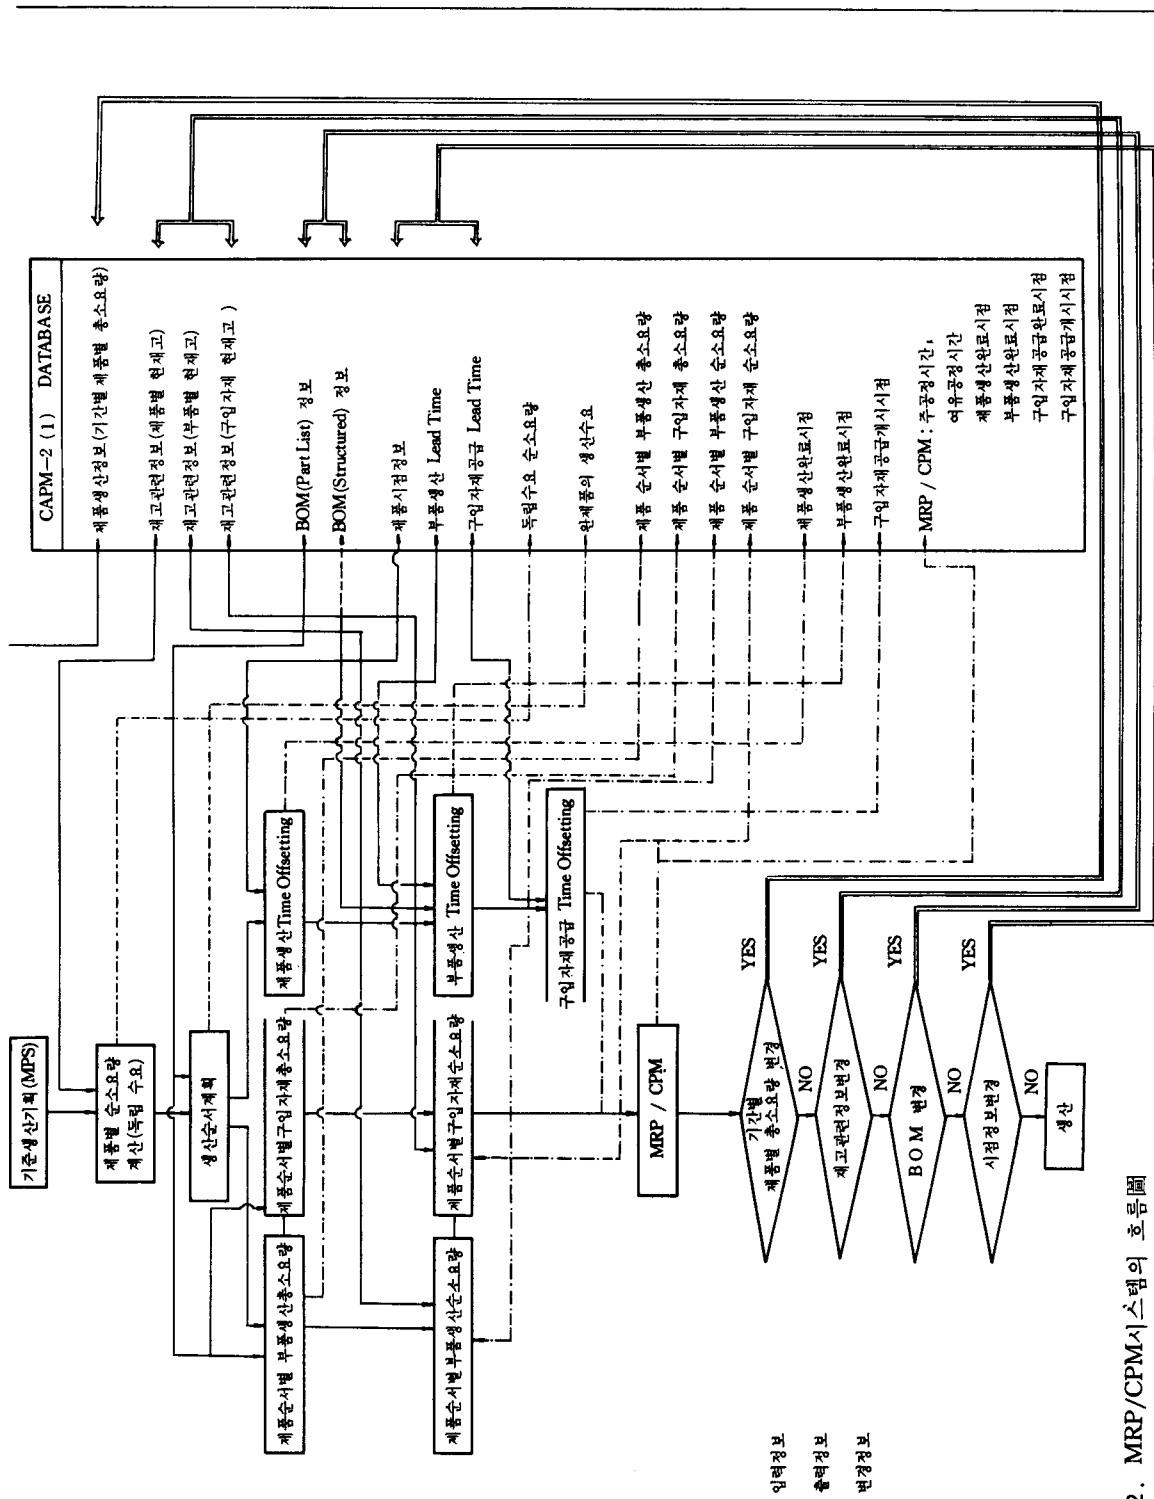 기준생산기획(MPS)
제품별 순소요량
계산(독립 수요)
생산순서계획
제품순서별 부품생산총소요량
제품순서별구입자재총소요량
제품생산Time Offsetting
제품순서별부품생산순소요량
제품순서별구입자재순소요량
부품생산 Time Offsetting
구입자재공급 Time Offsetting
MRP / CPM
기간별
제품별 총소요량 변경
YES
NO
재고관련정보변경
YES
NO
BOM 변경
YES
NO
시점정보변경
YES
NO
생산
CAPM-2 (1) DATABASE
제품생산정보(기간별 제품별 총소요량)
재고관련정보(제품별 현재고)
재고관련정보(부품별 현재고)
재고관련정보(구입자재 현재고 )
BOM(Part List) 정보
BOM(Structured) 정보
제품시점정보
부품생산 Lead Time
구입자재공급 Lead Time
독립수요 순소요량
완제품의 생산수요
제품 순서별 부품생산 총소요량
제품 순서별 구입자재 총소요량
제품 순서별 부품생산 순소요량
제품 순서별 구입자재 순소요량
제품생산완료시점
부품생산완료시점
구입자재공급개시시점
MRP / CPM : 주공정시간,
여유공정시간
제품생산완료시점
부품생산완료시점
구입자재공급완료시점
구입자재공급개시시점
입력정보
출력정보
변경정보
2. MRP/CPM시스템의 흐름圖